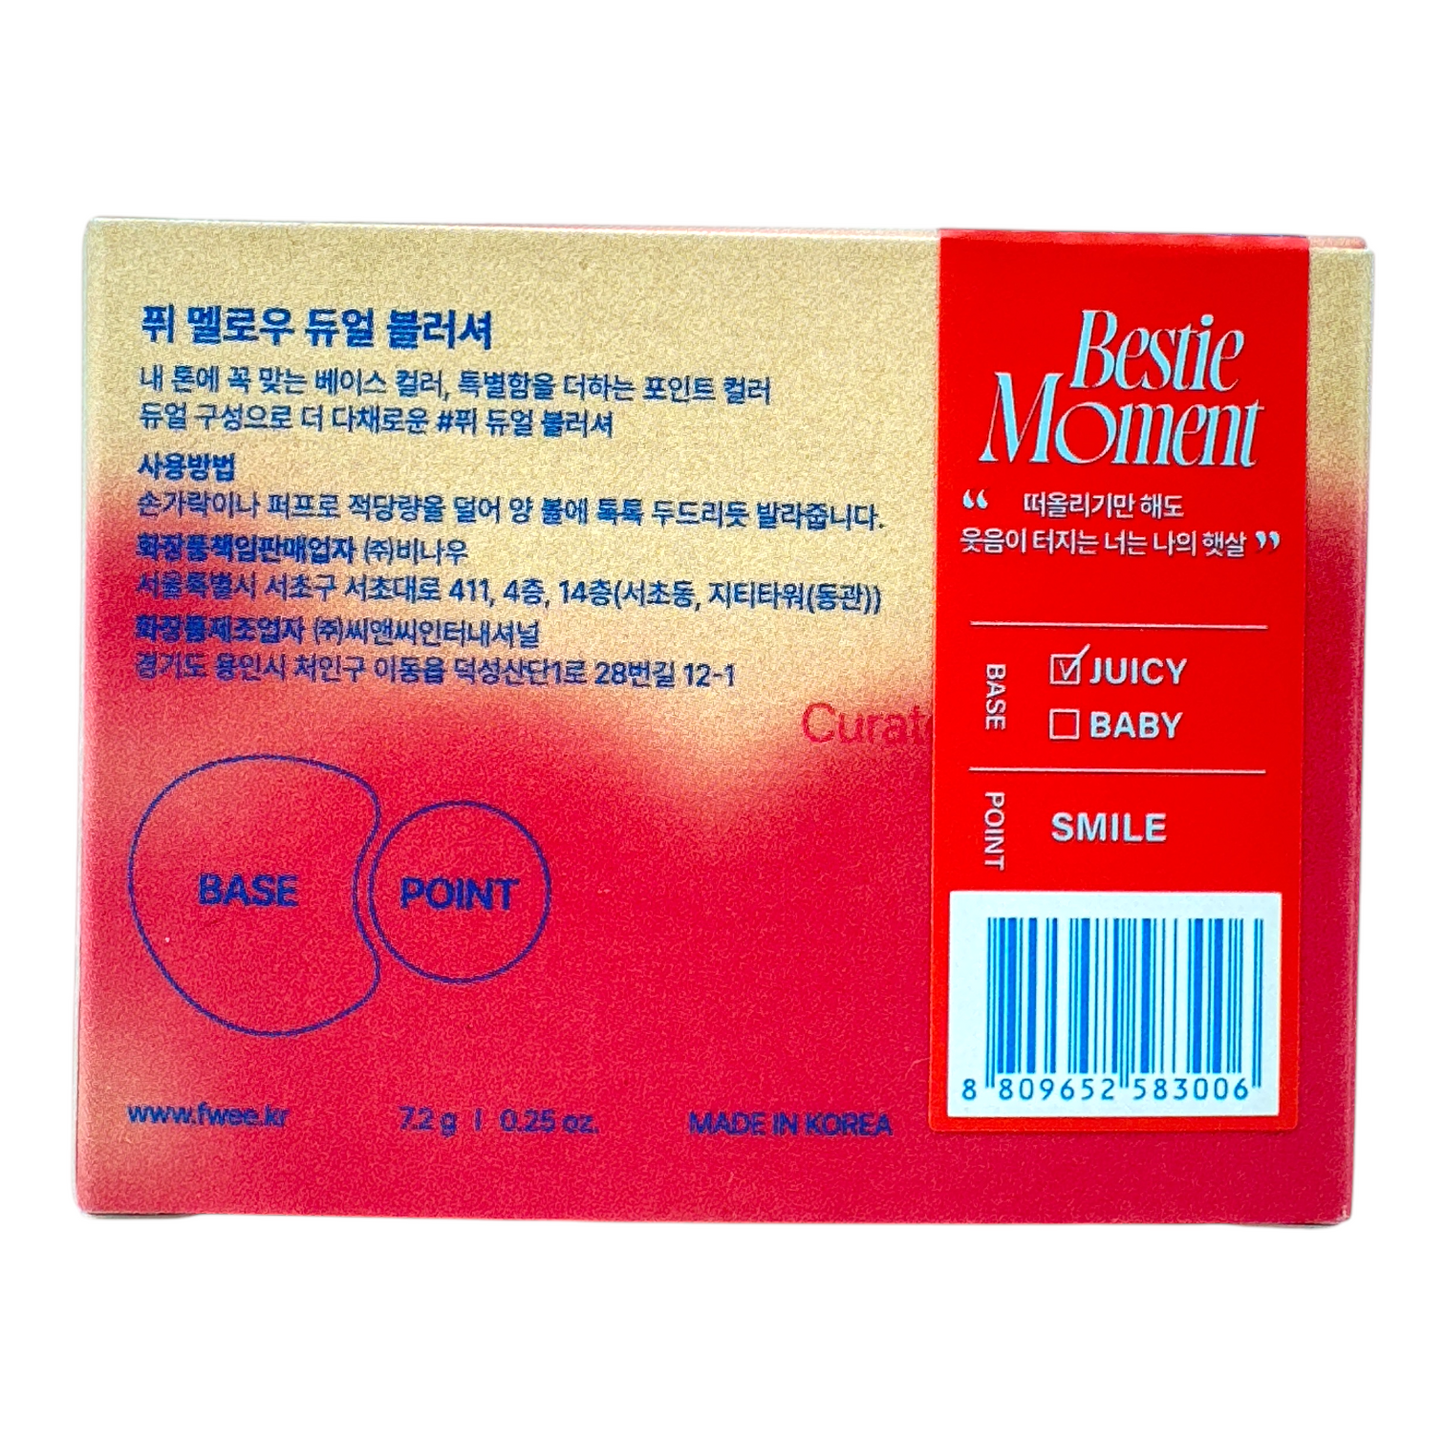 퓌 멜로우 듀얼 블러셔
내 톤에 꼭 맞는 베이스 컬러, 특별함을 더하는 포인트 컬러
듀얼 구성으로 더 다채로운 #퓌 듀얼 블러셔
사용방법
손가락이나 퍼프로 적당량을 덜어 양 볼에 톡톡 두드리듯 발라줍니다.
화장품책임판매업자 (주)비나우
서울특별시 서초구 서초대로 411, 4층, 14층(서초동, 지티타워(동관))
화장품제조업자 (주)씨앤씨인터내셔널
경기도 용인시 처인구 이동읍 덕성산단1로 28번길 12-1
Curate
BASE
POINT
www.fwee.kr
7.2 g | 0.25 oz.
MADE IN KOREA
Bestie
Moment
“ 떠올리기만 해도
웃음이 터지는 너는 나의 햇살 ”
BASE
JUICY
BABY
POINT
SMILE
8 809652 583006